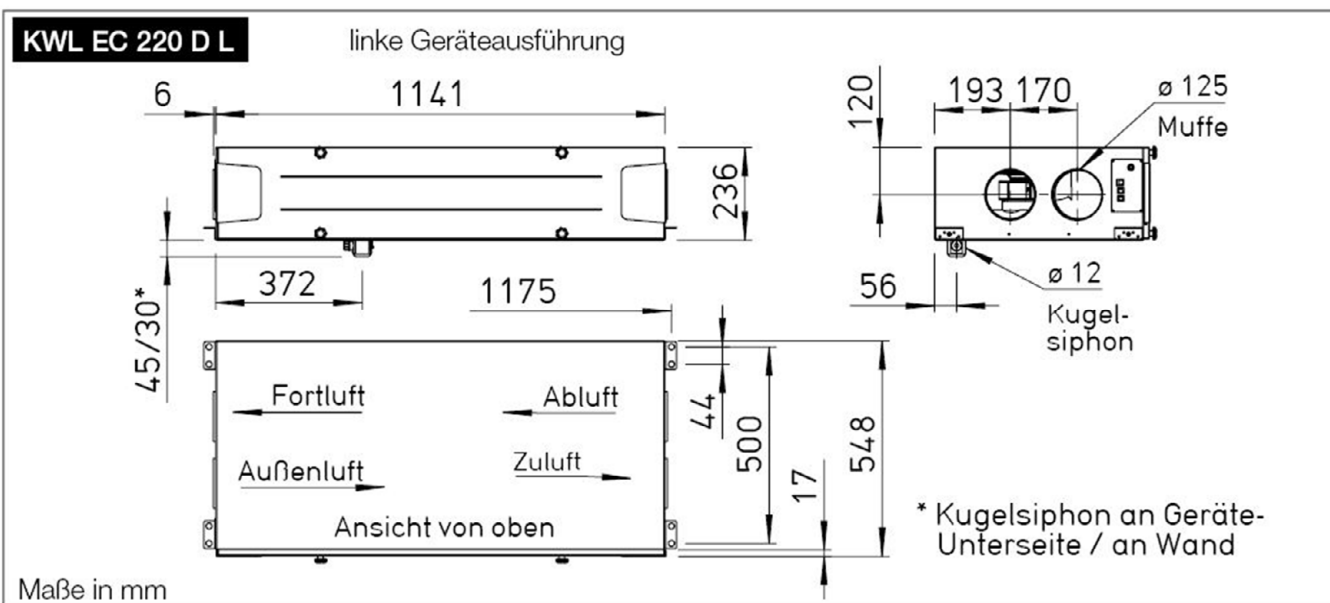 KWL EC 220 D L
linke Geräteausführung
6
1141
236
45/30*
372
120
193
170
ø 125
Muffe
56
ø 12
Kugel-
siphon
1175
Fortluft
Abluft
Außenluft
Zuluft
Ansicht von oben
44
500
17
548
* Kugelsiphon an Geräte-
Unterseite / an Wand
Maße in mm